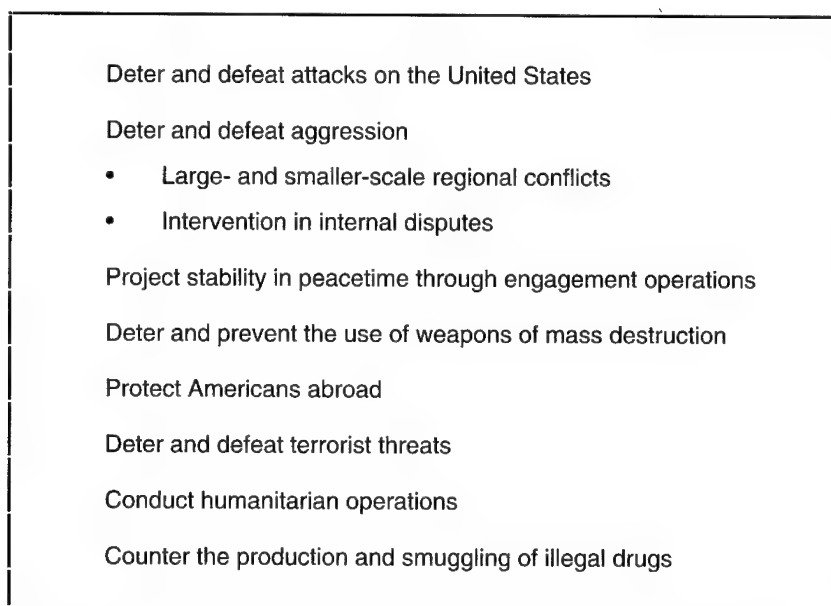 Deter and defeat attacks on the United States
Deter and defeat aggression
• Large- and smaller-scale regional conflicts
• Intervention in internal disputes
Project stability in peacetime through engagement operations
Deter and prevent the use of weapons of mass destruction
Protect Americans abroad
Deter and defeat terrorist threats
Conduct humanitarian operations
Counter the production and smuggling of illegal drugs